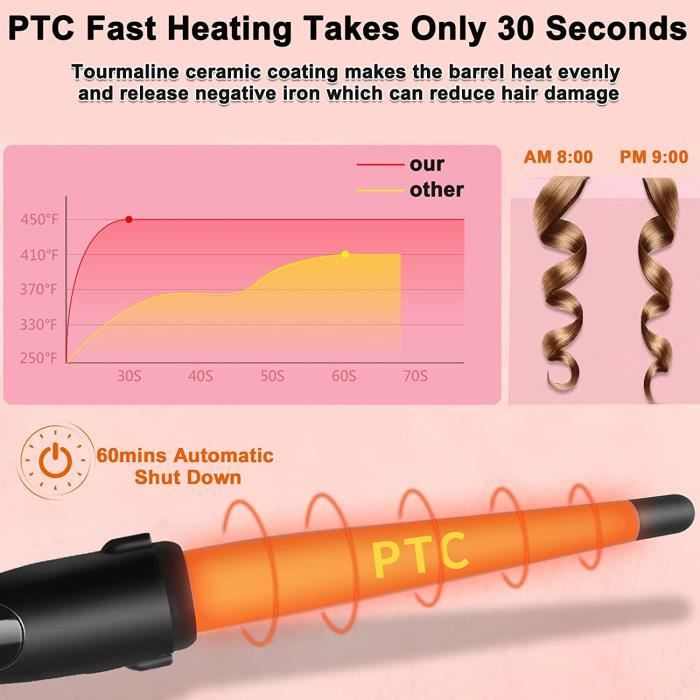 PTC Fast Heating Takes Only 30 Seconds
Tourmaline ceramic coating makes the barrel heat evenly
and release negative iron which can reduce hair damage
our
other
450°F
410°F
370°F
330°F
250°F
30S 40S 50S 60S 70S
AM 8:00 PM 9:00
60mins Automatic
Shut Down
PTC